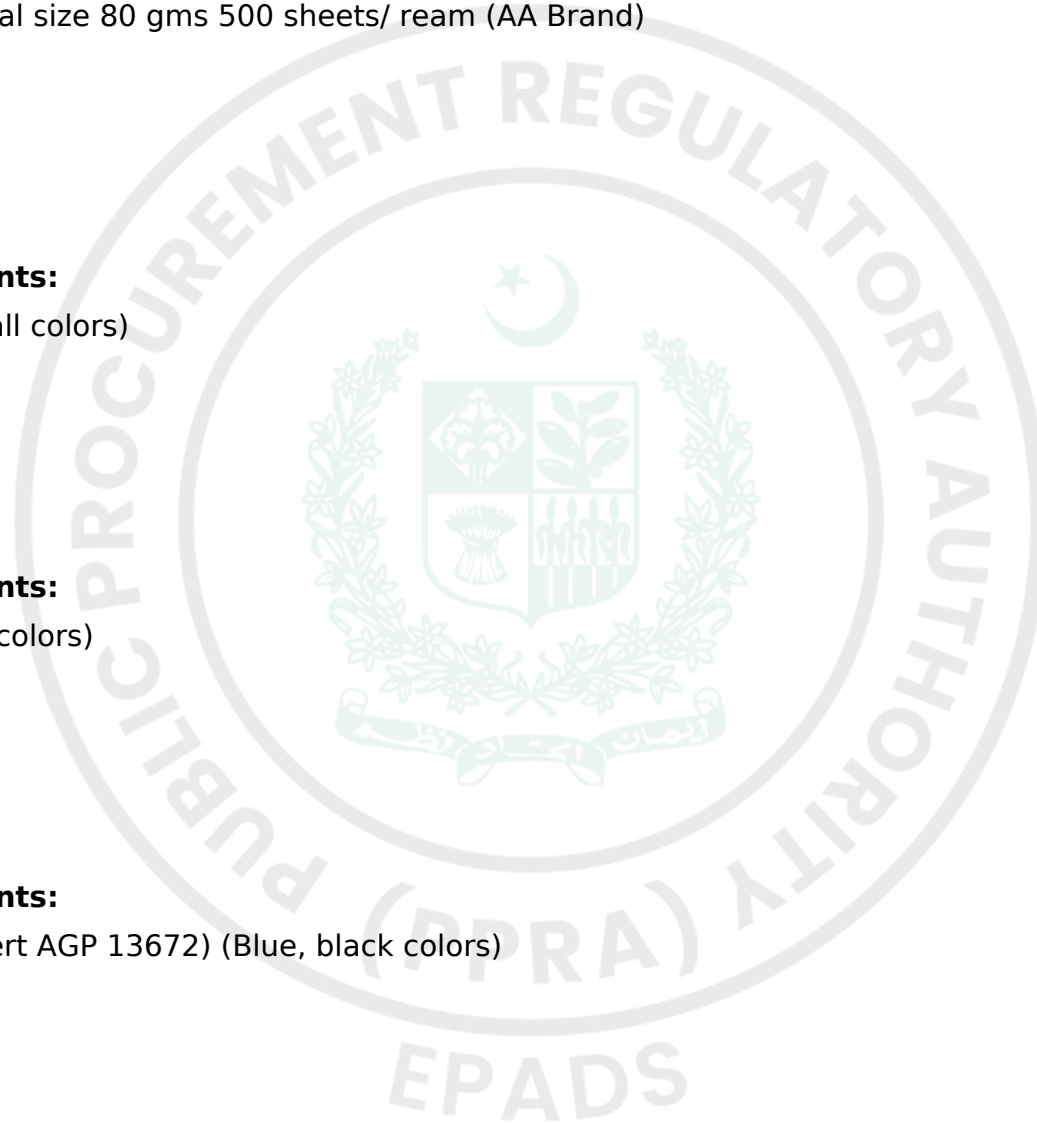 al size 80 gms 500 sheets/ ream (AA Brand)
nts:
all colors)
nts:
colors)
nts:
ert AGP 13672) (Blue, black colors)
PUBLIC PROCUREMENT REGULATORY AUTHORITY
(PPRA)
EPADS